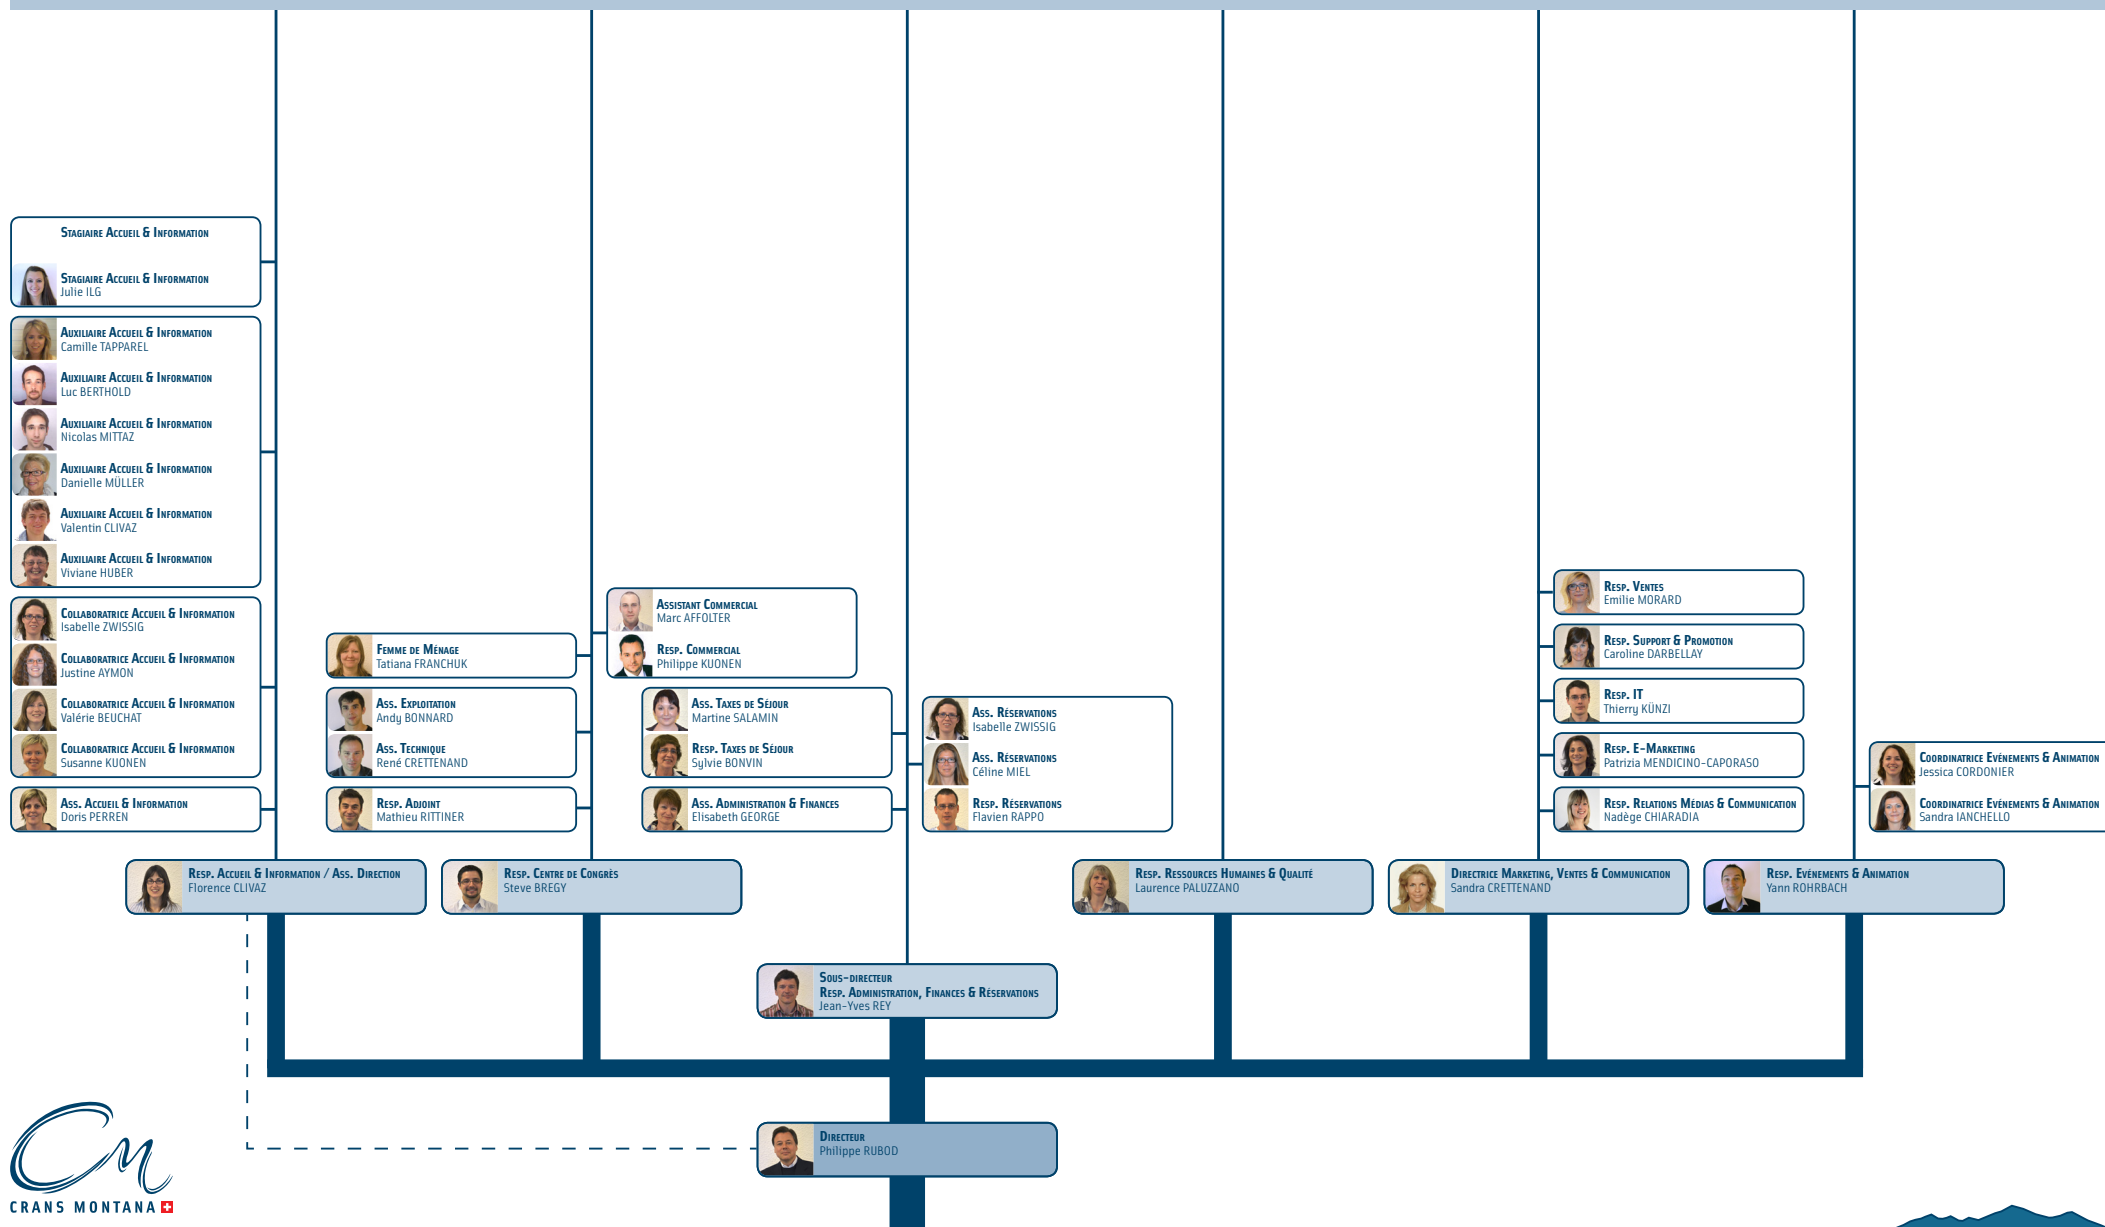 Stagiaire Accueil & Information
Stagiaire Accueil & Information
Julie ILG
Auxiliaire Accueil & Information
Camille TAPPAREL
Auxiliaire Accueil & Information
Luc BERTHOLD
Auxiliaire Accueil & Information
Nicolas MITTAZ
Auxiliaire Accueil & Information
Danielle MÜLLER
Auxiliaire Accueil & Information
Valentin CLIVAZ
Auxiliaire Accueil & Information
Viviane HUBER
Collaboratrice Accueil & Information
Isabelle ZWISSIG
Collaboratrice Accueil & Information
Justine AYMON
Collaboratrice Accueil & Information
Valérie BEUCHAT
Collaboratrice Accueil & Information
Susanne KUONEN
Ass. Accueil & Information
Doris PERREN
Resp. Accueil & Information / Ass. Direction
Florence CLIVAZ
Femme de Ménage
Tatiana FRANCHUK
Ass. Exploitation
Andy BONNARD
Ass. Technique
René CRETTENAND
Resp. Adjoint
Mathieu RITTINER
Assistant Commercial
Marc AFFOLTER
Resp. Commercial
Philippe KUONEN
Resp. Centre de Congrès
Steve BREGY
Ass. Taxes de Séjour
Martine SALAMIN
Resp. Taxes de Séjour
Sylvie BONVIN
Ass. Administration & Finances
Elisabeth GEORGE
Ass. Réservations
Isabelle ZWISSIG
Ass. Réservations
Céline MIEL
Resp. Réservations
Flavien RAPPO
Sous-directeur
Resp. Administration, Finances & Réservations
Jean-Yves REY
Resp. Ressources Humaines & Qualité
Laurence PALUZZANO
Resp. Ventes
Emilie MORARD
Resp. Support & Promotion
Caroline DARBELLAY
Resp. IT
Thierry KÜNZI
Resp. E-Marketing
Patrizia MENDICINO-CAPORASO
Resp. Relations Médias & Communication
Nadège CHIARADIA
Directrice Marketing, Ventes & Communication
Sandra CRETTENAND
Coordinatrice Evénements & Animation
Jessica CORDONIER
Coordinatrice Evénements & Animation
Sandra IANCHELLO
Resp. Evénements & Animation
Yann ROHRBACH
Directeur
Philippe RUBOD
CM
CRANS MONTANA